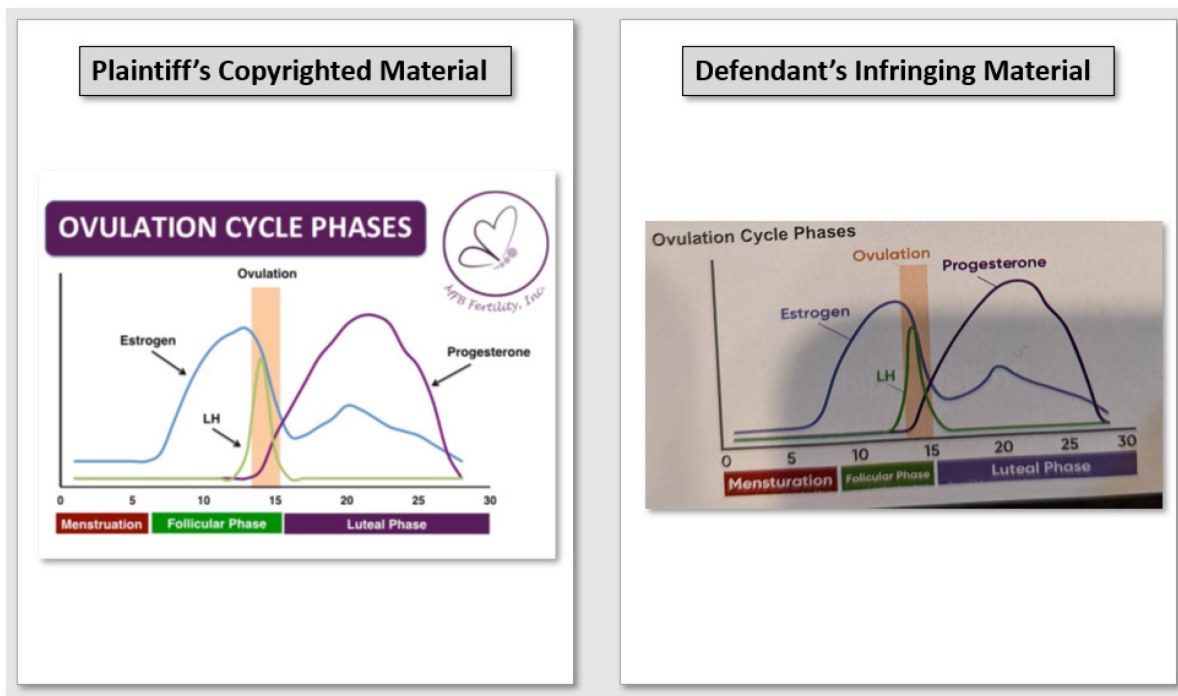 Plaintiff's Copyrighted Material
OVULATION CYCLE PHASES
MFB Fertility, Inc.
Ovulation
Estrogen
Progesterone
LH
0 5 10 15 20 25 30
Menstruation Follicular Phase Luteal Phase
Defendant's Infringing Material
Ovulation Cycle Phases
Ovulation
Progesterone
Estrogen
LH
0 5 10 15 20 25 30
Mensturation Follicular Phase Luteal Phase